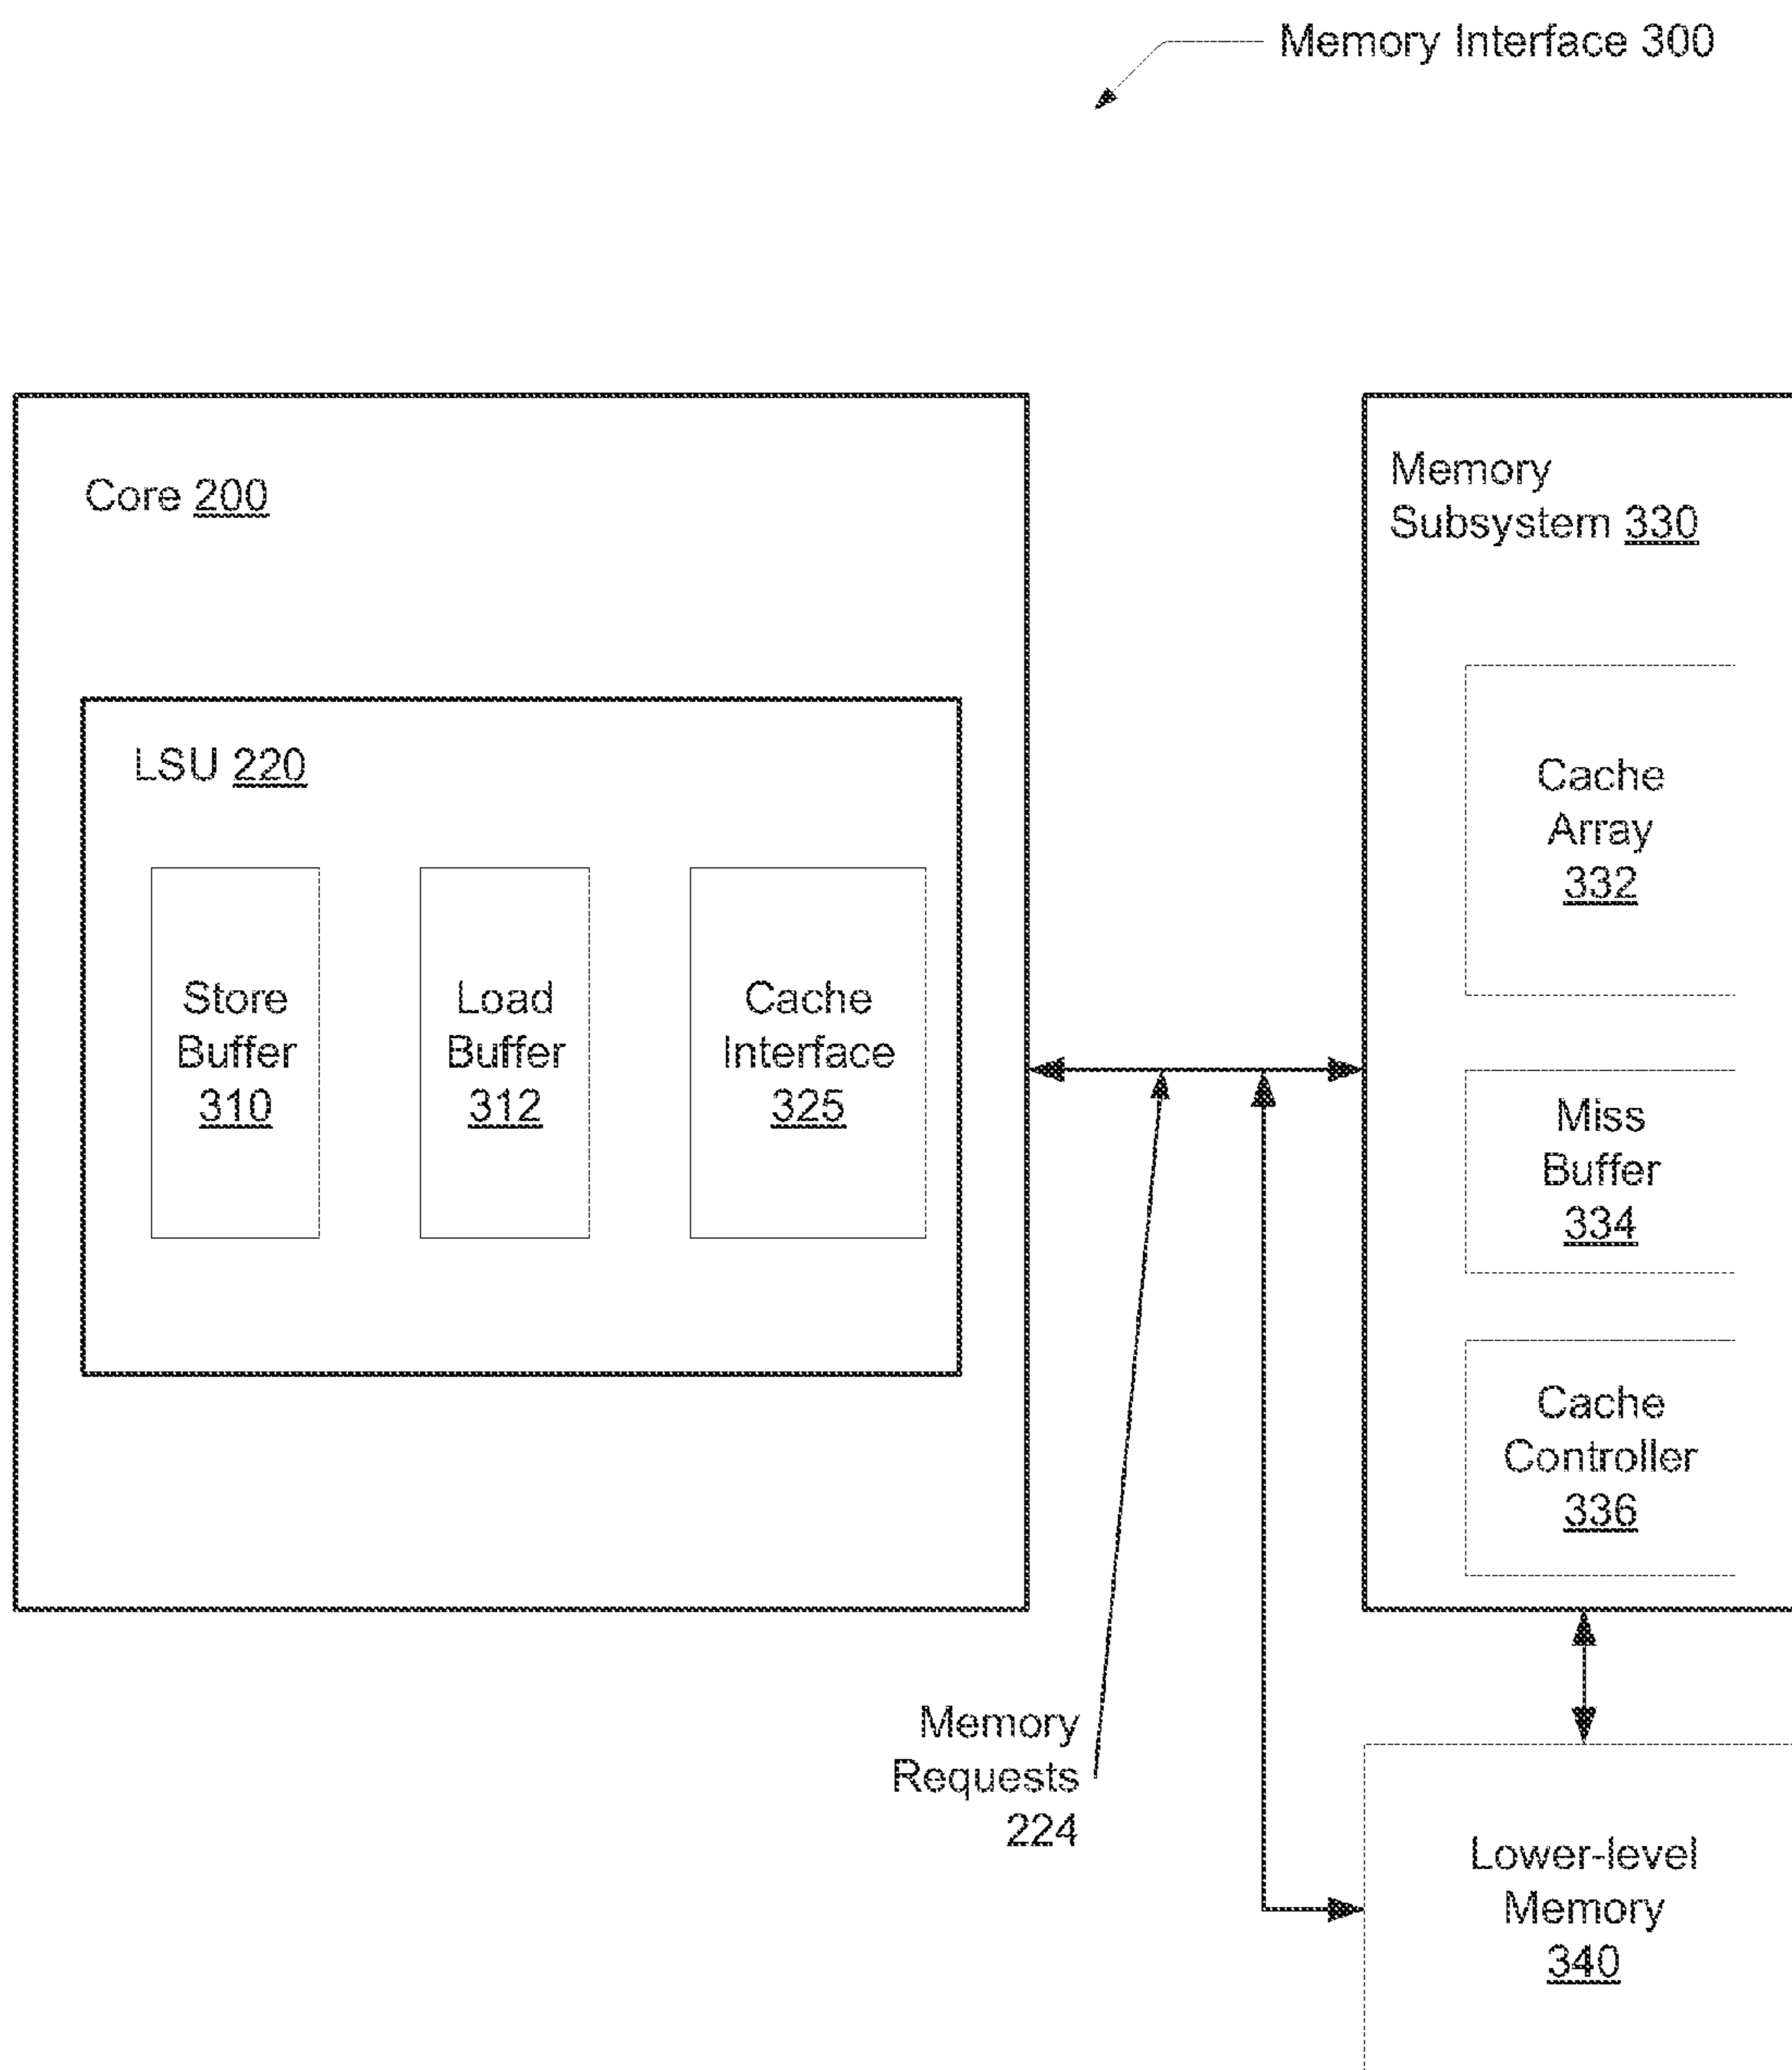 Memory Interface 300
Core 200
LSU 220
Store
Buffer
310
Load
Buffer
312
Cache
Interface
325
Memory
Subsystem 330
Cache
Array
332
Miss
Buffer
334
Cache
Controller
336
Memory
Requests
224
Lower-level
Memory
340